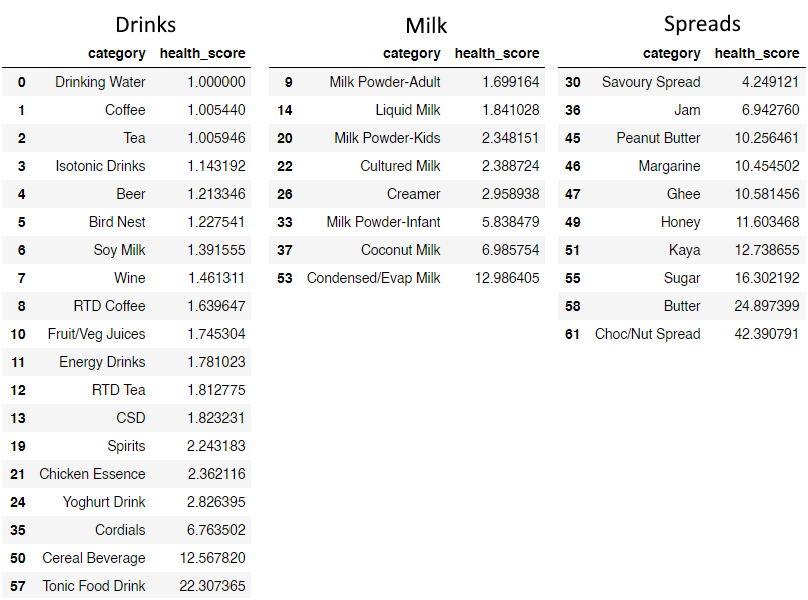 Drinks
category health_score
0 Drinking Water 1.000000
1 Coffee 1.005440
2 Tea 1.005946
3 Isotonic Drinks 1.143192
4 Beer 1.213346
5 Bird Nest 1.227541
6 Soy Milk 1.391555
7 Wine 1.461311
8 RTD Coffee 1.639647
10 Fruit/Veg Juices 1.745304
11 Energy Drinks 1.781023
12 RTD Tea 1.812775
13 CSD 1.823231
19 Spirits 2.243183
21 Chicken Essence 2.362116
24 Yoghurt Drink 2.826395
35 Cordials 6.763502
50 Cereal Beverage 12.567820
57 Tonic Food Drink 22.307365
Milk
category health_score
9 Milk Powder-Adult 1.699164
14 Liquid Milk 1.841028
20 Milk Powder-Kids 2.348151
22 Cultured Milk 2.388724
26 Creamer 2.958938
33 Milk Powder-Infant 5.838479
37 Coconut Milk 6.985754
53 Condensed/Evap Milk 12.986405
Spreads
category health_score
30 Savoury Spread 4.249121
36 Jam 6.942760
45 Peanut Butter 10.256461
46 Margarine 10.454502
47 Ghee 10.581456
49 Honey 11.603468
51 Kaya 12.738655
55 Sugar 16.302192
58 Butter 24.897399
61 Choc/Nut Spread 42.390791